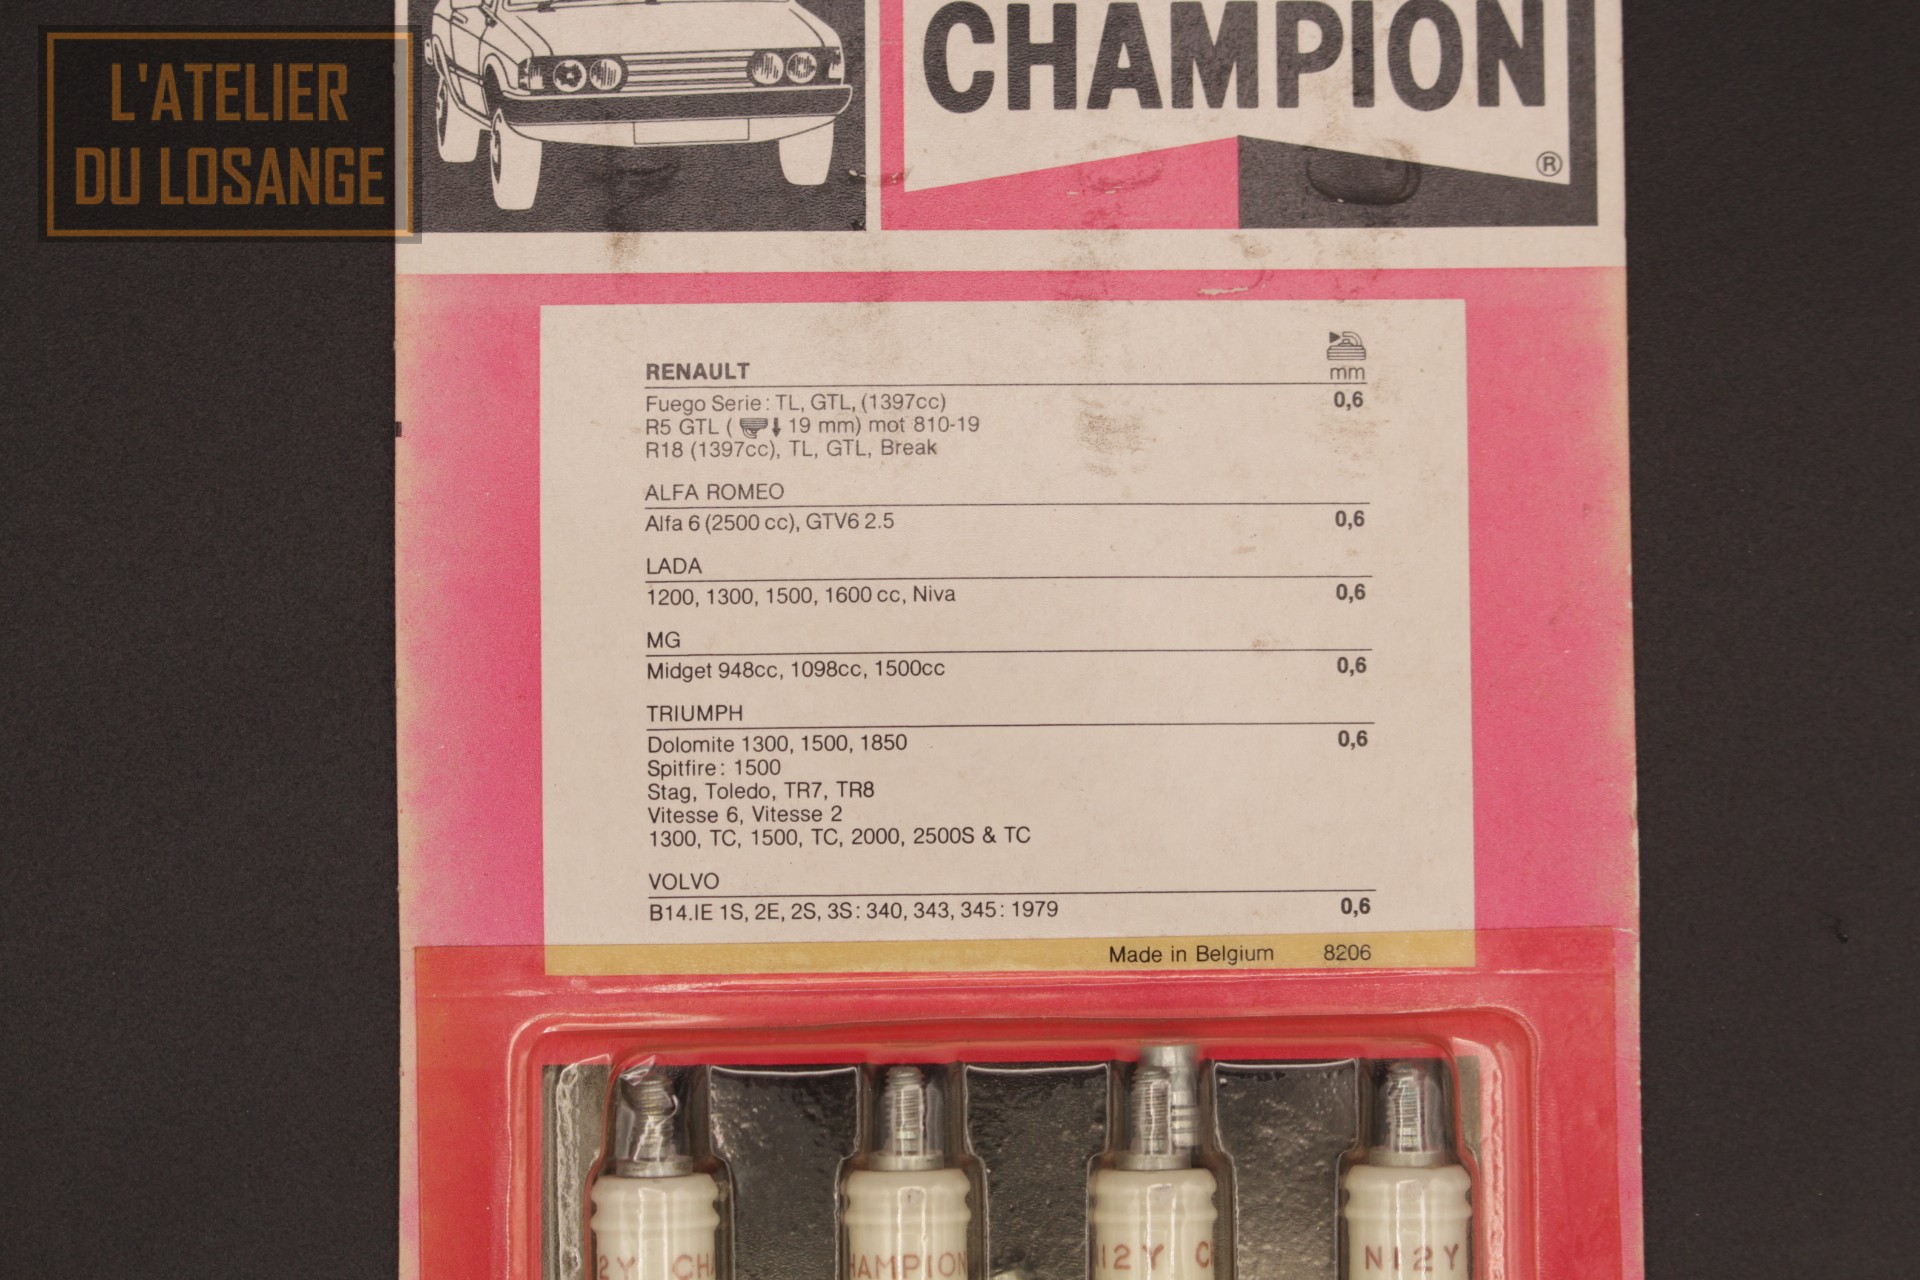 L'ATELIER
DU LOSANGE
CHAMPION
®
RENAULT
mm
Fuego Serie: TL, GTL, (1397cc) 0,6
R5 GTL ( 19 mm) mot 810-19
R18 (1397cc), TL, GTL, Break
ALFA ROMEO
Alfa 6 (2500 cc), GTV6 2.5 0,6
LADA
1200, 1300, 1500, 1600 cc, Niva 0,6
MG
Midget 948cc, 1098cc, 1500cc 0,6
TRIUMPH
Dolomite 1300, 1500, 1850 0,6
Spitfire: 1500
Stag, Toledo, TR7, TR8
Vitesse 6, Vitesse 2
1300, TC, 1500, TC, 2000, 2500S & TC
VOLVO
B14.IE 1S, 2E, 2S, 3S: 340, 343, 345: 1979 0,6
Made in Belgium 8206
2Y CHA HAMPION N12Y C N12Y